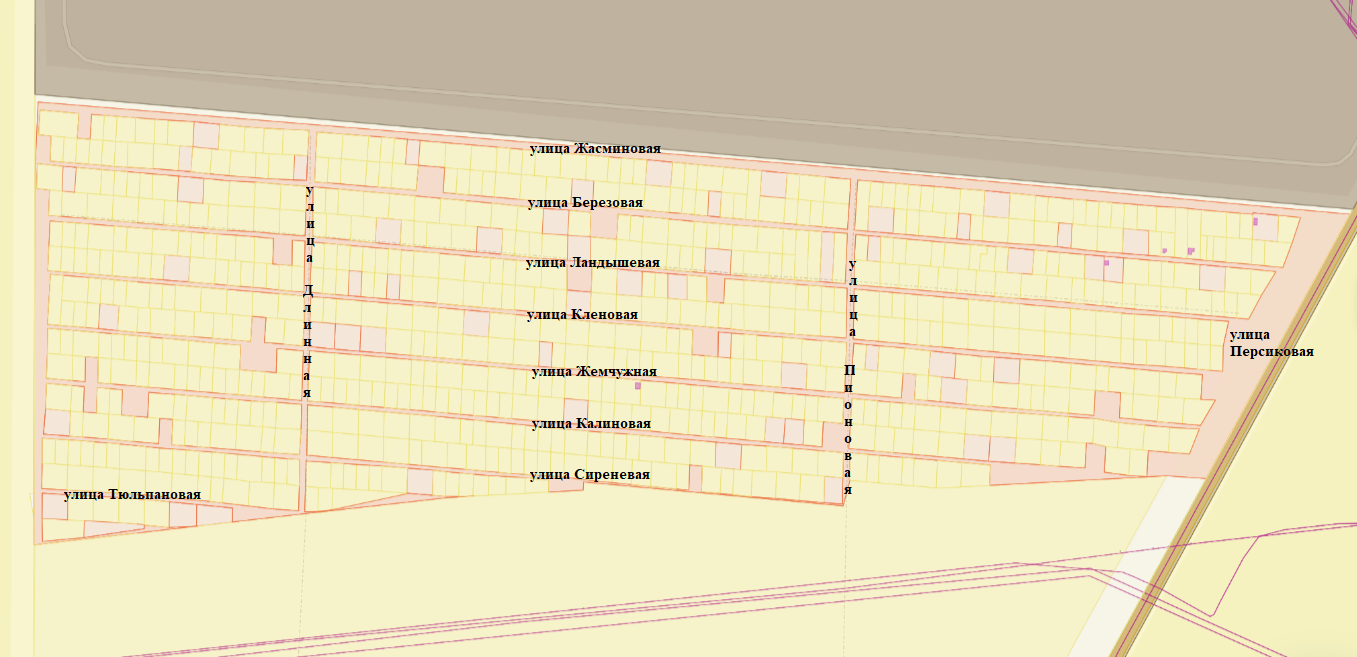 улица Жасминовая
улица Березовая
улица Длинная
улица Ландышевая
улица Пионовая
улица Кленовая
улица
Персиковая
улица Жемчужная
улица Калиновая
улица Сиреневая
улица Тюльпановая